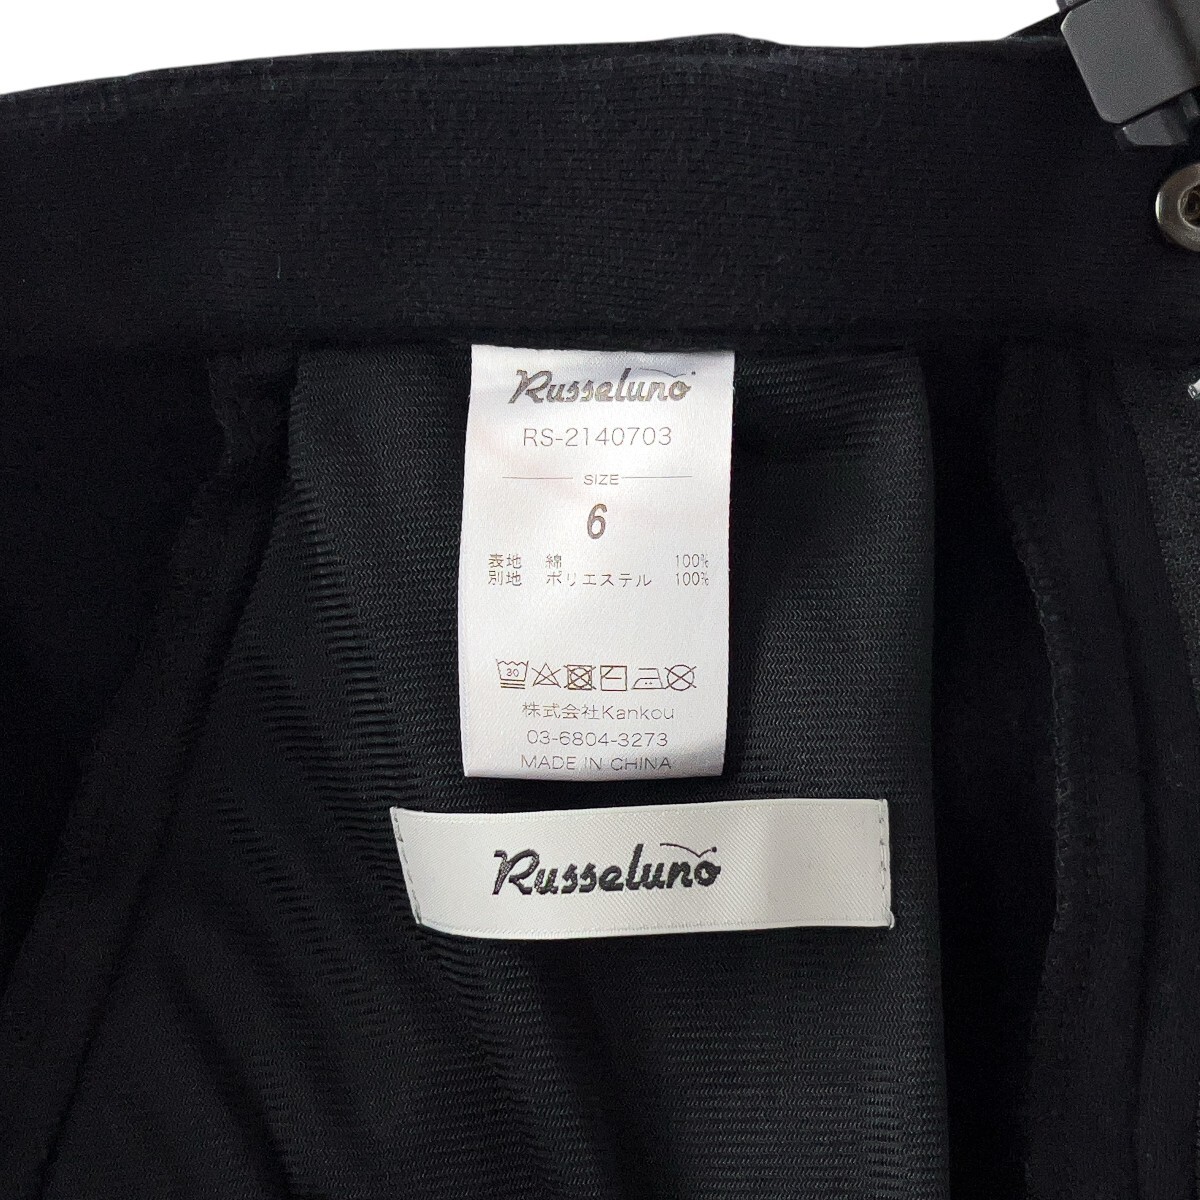 Russeluno
RS-2140703
SIZE
6
表地 綿 100%
別地 ポリエステル 100%
30
株式会社Kankou
03-6804-3273
MADE IN CHINA
Russeluno